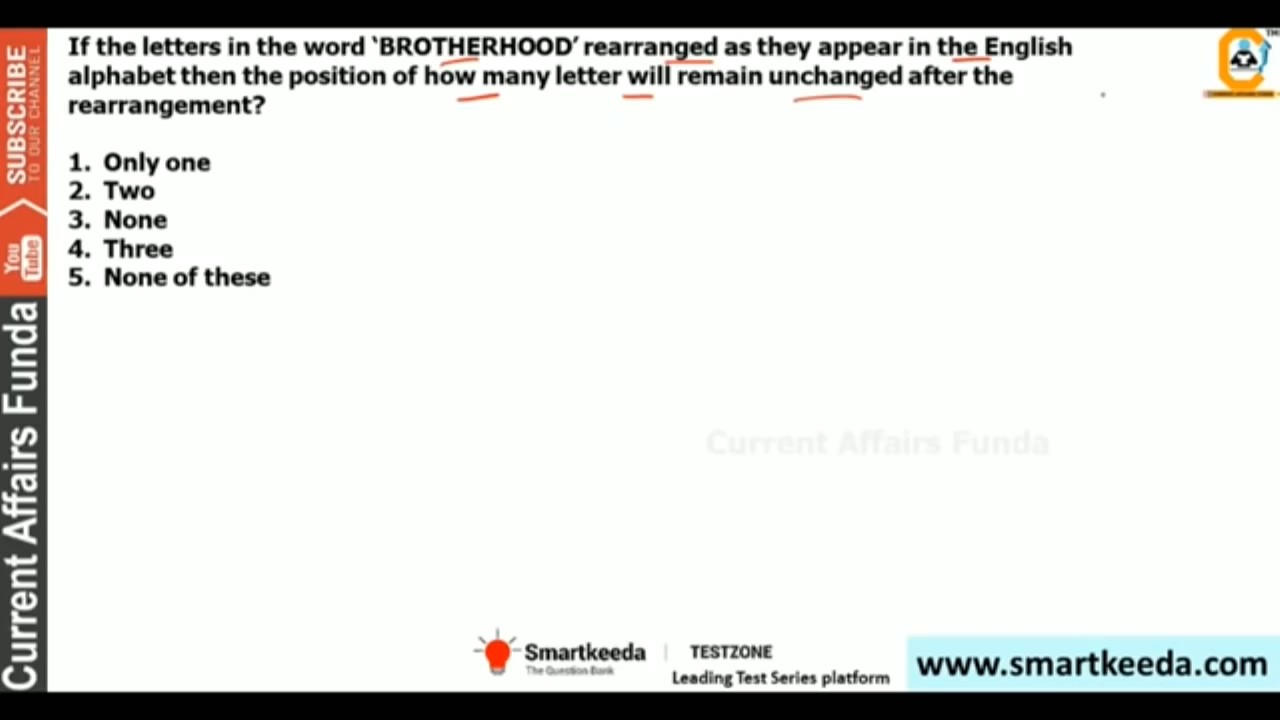 If the letters in the word ‘BROTHERHOOD’ rearranged as they appear in the English
alphabet then the position of how many letter will remain unchanged after the
rearrangement?
1. Only one
2. Two
3. None
4. Three
5. None of these
SUBSCRIBE
TO OUR CHANNEL
You
Tube
Current Affairs Funda
Current Affairs Funda
Smartkeeda
The Question Bank
TESTZONE
Leading Test Series platform
www.smartkeeda.com